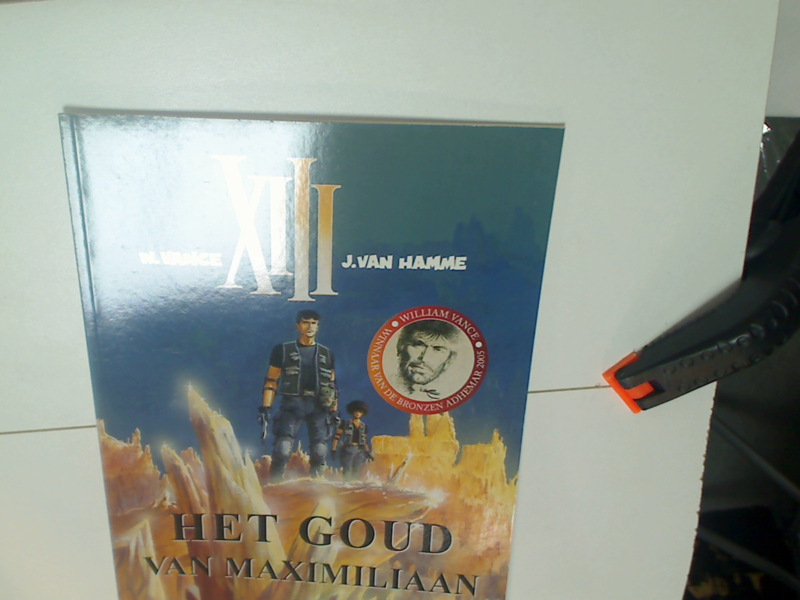 XIII
W. VANCE
J. VAN HAMME
WILLIAM VANCE
WINNAAR VAN DE BRONZEN ADHEMAR 2005
HET GOUD
VAN MAXIMILIAAN